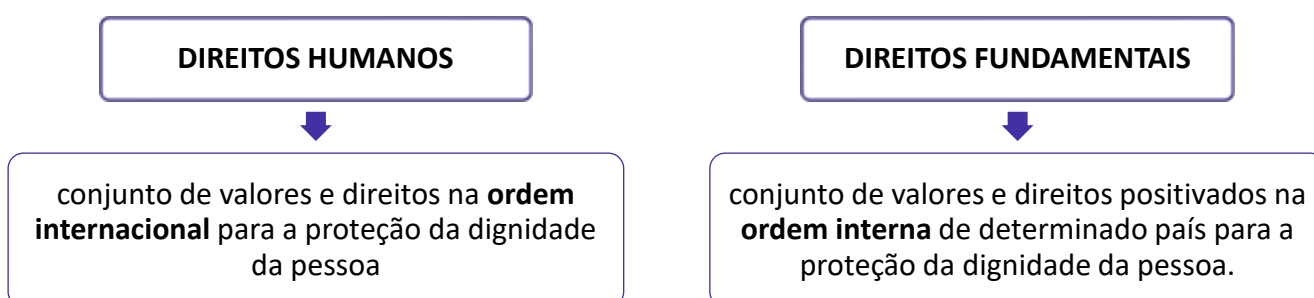 DIREITOS HUMANOS
conjunto de valores e direitos na ordem
internacional para a proteção da dignidade
da pessoa
DIREITOS FUNDAMENTAIS
conjunto de valores e direitos positivados na
ordem interna de determinado país para a
proteção da dignidade da pessoa.